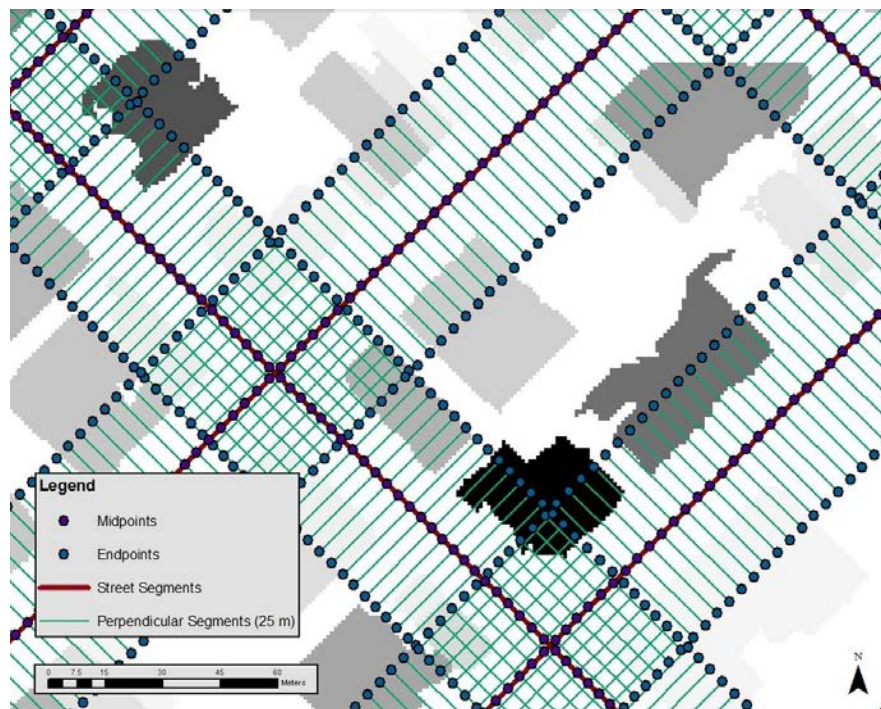 Legend
Midpoints
Endpoints
Street Segments
Perpendicular Segments (25 m)
0 7.5 15 30 45 60
Meters
N